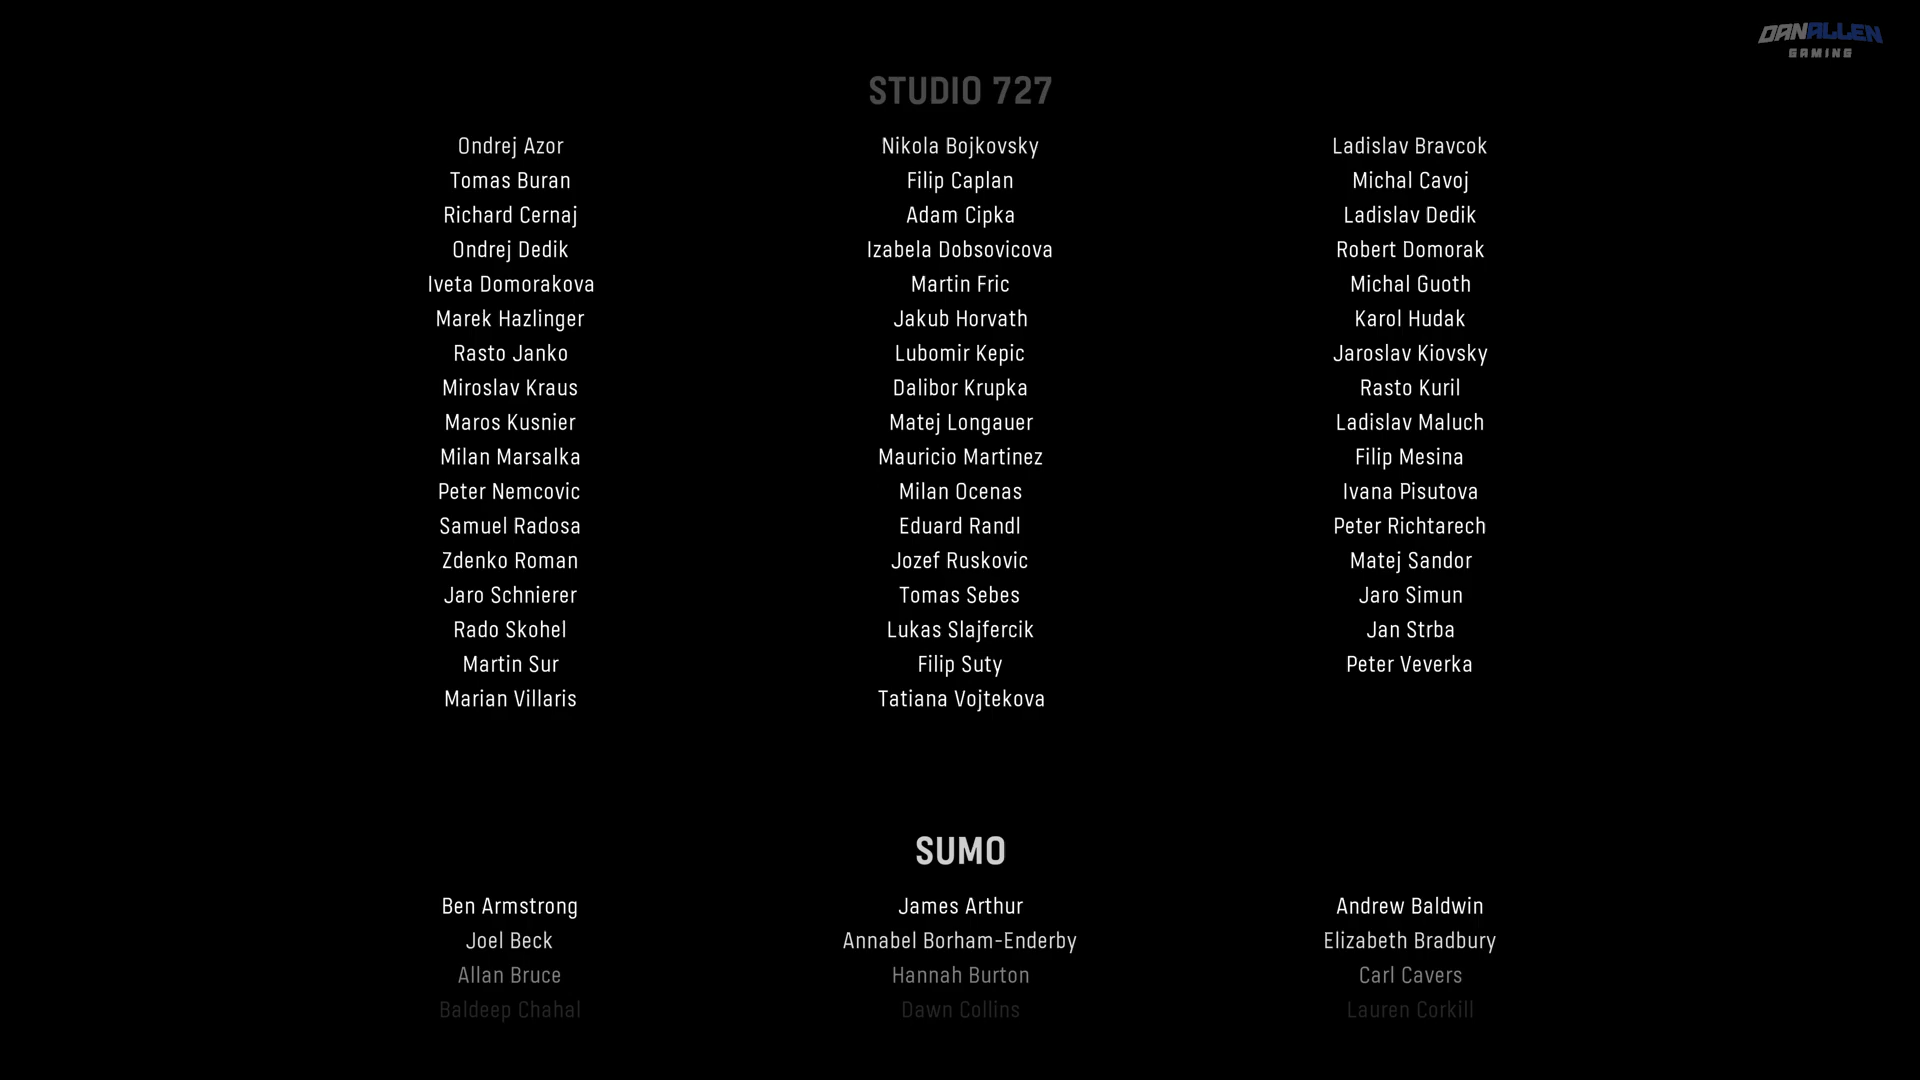 DANALLEN
GAMING
STUDIO 727
Ondrej Azor Nikola Bojkovsky Ladislav Bravcok
Tomas Buran Filip Caplan Michal Cavoj
Richard Cernaj Adam Cipka Ladislav Dedik
Ondrej Dedik Izabela Dobsovicova Robert Domorak
Iveta Domorakova Martin Fric Michal Guoth
Marek Hazlinger Jakub Horvath Karol Hudak
Rasto Janko Lubomir Kepic Jaroslav Kiovsky
Miroslav Kraus Dalibor Krupka Rasto Kuril
Maros Kusnier Matej Longauer Ladislav Maluch
Milan Marsalka Mauricio Martinez Filip Mesina
Peter Nemcovic Milan Ocenas Ivana Pisutova
Samuel Radosa Eduard Randl Peter Richtarech
Zdenko Roman Jozef Ruskovic Matej Sandor
Jaro Schnierer Tomas Sebes Jaro Simun
Rado Skohel Lukas Slajfercik Jan Strba
Martin Sur Filip Suty Peter Veverka
Marian Villaris Tatiana Vojtekova
SUMO
Ben Armstrong James Arthur Andrew Baldwin
Joel Beck Annabel Borham-Enderby Elizabeth Bradbury
Allan Bruce Hannah Burton Carl Cavers
Baldeep Chahal Dawn Collins Lauren Corkill